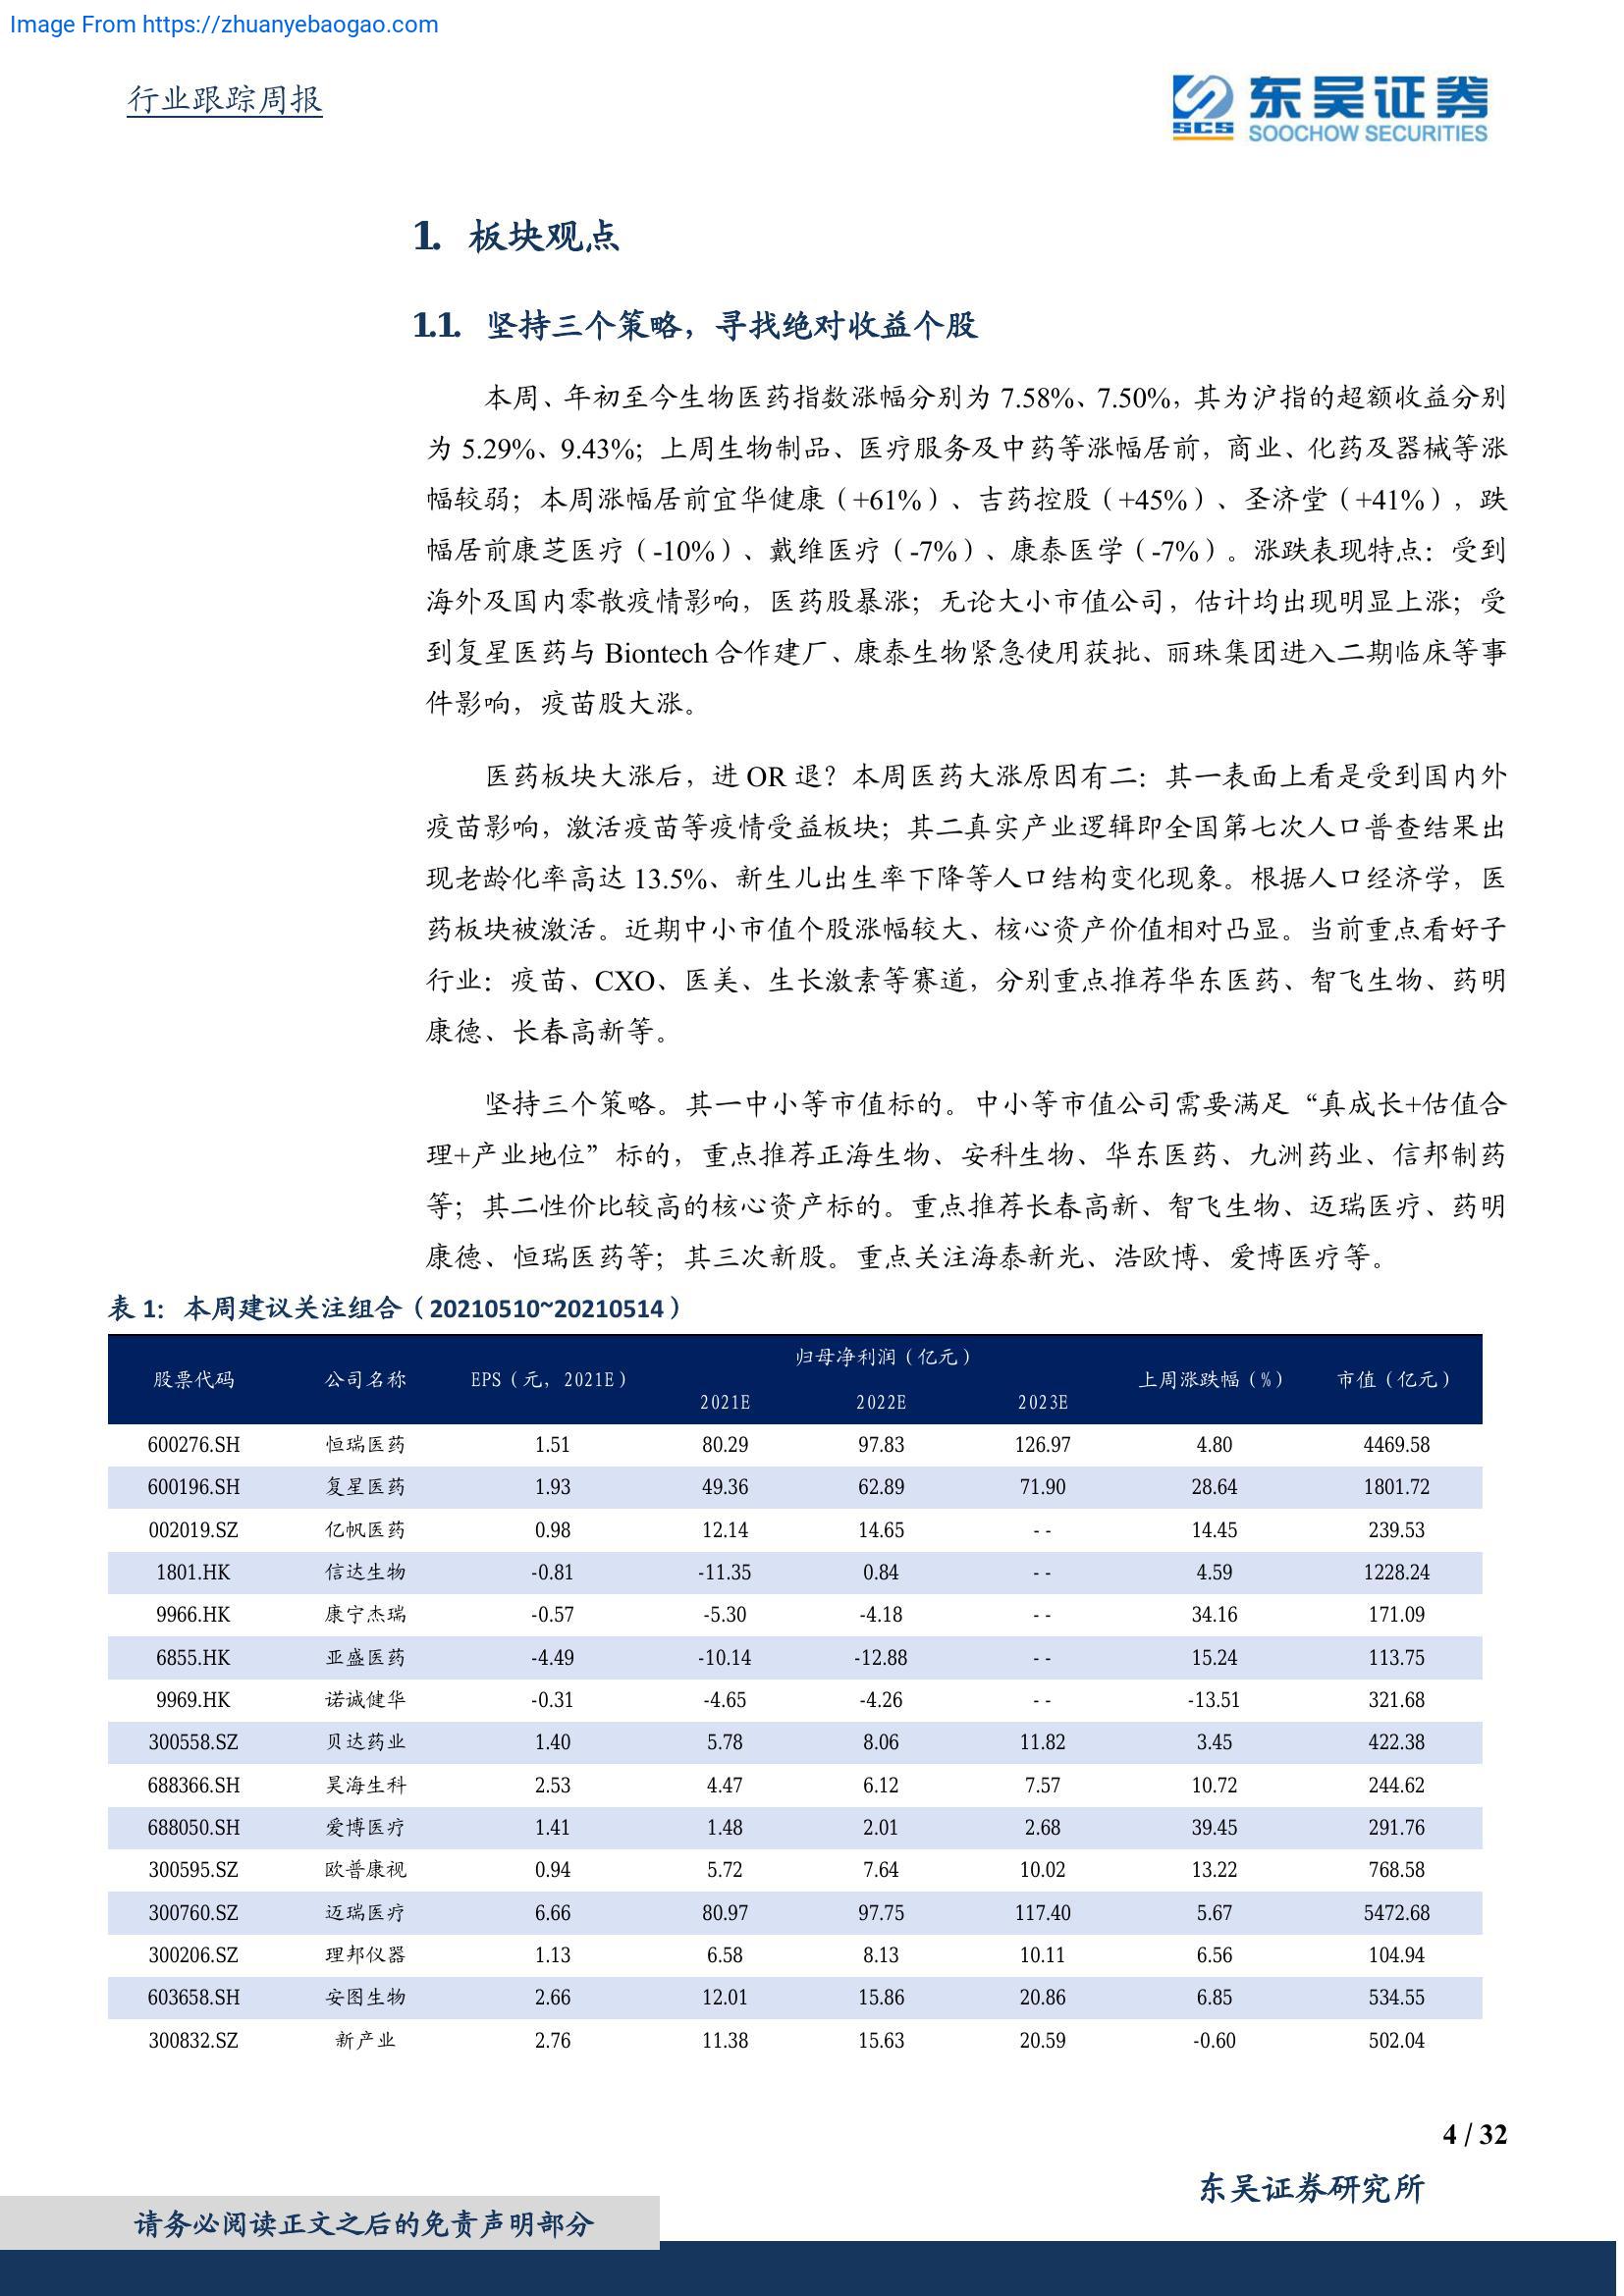 Image From https://zhuanyebaogao.com
行业跟踪周报
SCS
东吴证券
SOOCHOW SECURITIES
1. 板块观点
1.1. 坚持三个策略，寻找绝对收益个股
本周、年初至今生物医药指数涨幅分别为 7.58%、7.50%，其为沪指的超额收益分别
为 5.29%、9.43%；上周生物制品、医疗服务及中药等涨幅居前，商业、化药及器械等涨
幅较弱；本周涨幅居前宜华健康（+61%）、吉药控股（+45%）、圣济堂（+41%），跌
幅居前康芝医疗（-10%）、戴维医疗（-7%）、康泰医学（-7%）。涨跌表现特点：受到
海外及国内零散疫情影响，医药股暴涨；无论大小市值公司，估计均出现明显上涨；受
到复星医药与 Biontech 合作建厂、康泰生物紧急使用获批、丽珠集团进入二期临床等事
件影响，疫苗股大涨。
医药板块大涨后，进 OR 退？本周医药大涨原因有二：其一表面上看是受到国内外
疫苗影响，激活疫苗等疫情受益板块；其二真实产业逻辑即全国第七次人口普查结果出
现老龄化率高达 13.5%、新生儿出生率下降等人口结构变化现象。根据人口经济学，医
药板块被激活。近期中小市值个股涨幅较大、核心资产价值相对凸显。当前重点看好子
行业：疫苗、CXO、医美、生长激素等赛道，分别重点推荐华东医药、智飞生物、药明
康德、长春高新等。
坚持三个策略。其一中小等市值标的。中小等市值公司需要满足“真成长+估值合
理+产业地位”标的，重点推荐正海生物、安科生物、华东医药、九洲药业、信邦制药
等；其二性价比较高的核心资产标的。重点推荐长春高新、智飞生物、迈瑞医疗、药明
康德、恒瑞医药等；其三次新股。重点关注海泰新光、浩欧博、爱博医疗等。
表 1：本周建议关注组合（20210510~20210514）
股票代码 公司名称 EPS（元，2021E） 归母净利润（亿元） 上周涨跌幅（%） 市值（亿元）
2021E 2022E 2023E
600276.SH 恒瑞医药 1.51 80.29 97.83 126.97 4.80 4469.58
600196.SH 复星医药 1.93 49.36 62.89 71.90 28.64 1801.72
002019.SZ 亿帆医药 0.98 12.14 14.65 -- 14.45 239.53
1801.HK 信达生物 -0.81 -11.35 0.84 -- 4.59 1228.24
9966.HK 康宁杰瑞 -0.57 -5.30 -4.18 -- 34.16 171.09
6855.HK 亚盛医药 -4.49 -10.14 -12.88 -- 15.24 113.75
9969.HK 诺诚健华 -0.31 -4.65 -4.26 -- -13.51 321.68
300558.SZ 贝达药业 1.40 5.78 8.06 11.82 3.45 422.38
688366.SH 昊海生科 2.53 4.47 6.12 7.57 10.72 244.62
688050.SH 爱博医疗 1.41 1.48 2.01 2.68 39.45 291.76
300595.SZ 欧普康视 0.94 5.72 7.64 10.02 13.22 768.58
300760.SZ 迈瑞医疗 6.66 80.97 97.75 117.40 5.67 5472.68
300206.SZ 理邦仪器 1.13 6.58 8.13 10.11 6.56 104.94
603658.SH 安图生物 2.66 12.01 15.86 20.86 6.85 534.55
300832.SZ 新产业 2.76 11.38 15.63 20.59 -0.60 502.04
4 / 32
东吴证券研究所
请务必阅读正文之后的免责声明部分